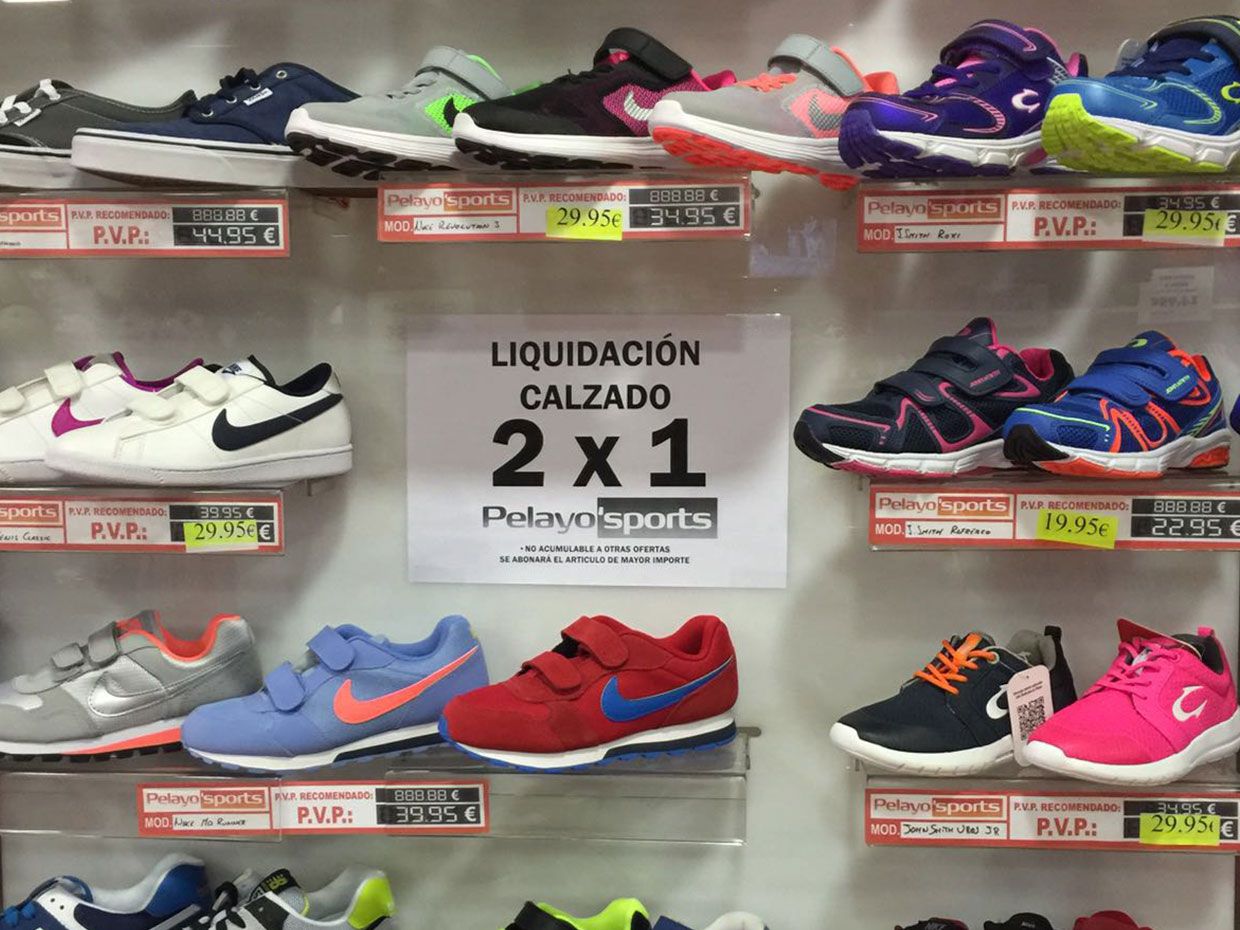 sports P.V.P. RECOMENDADO: 888.88 €
P.V.P.: 44.95 €
Pelayo'sports P.V.P. RECOMENDADO: 888.88 €
MOD. Nike Revolution 3 29.95€ 34.95 €
Pelayo'sports P.V.P. RECOMENDADO: 34.95 €
MOD. J.Smith Roxi P.V.P.: 29.95€ €
LIQUIDACIÓN
CALZADO
2 x 1
Pelayo'sports
• NO ACUMULABLE A OTRAS OFERTAS
SE ABONARÁ EL ARTICULO DE MAYOR IMPORTE
sports P.V.P. RECOMENDADO: 39.95 €
Classic P.V.P.: 29.95€ €
Pelayo'sports P.V.P. RECOMENDADO: 888.88 €
MOD. J. Smith 19.95€ 22.95 €
Pelayo'sports P.V.P. RECOMENDADO: 888.88 €
MOD. Nike MD Runner P.V.P.: 39.95 €
Pelayo'sports P.V.P. RECOMENDADO: 34.95 €
MOD. John Smith JR P.V.P.: 29.95€ €